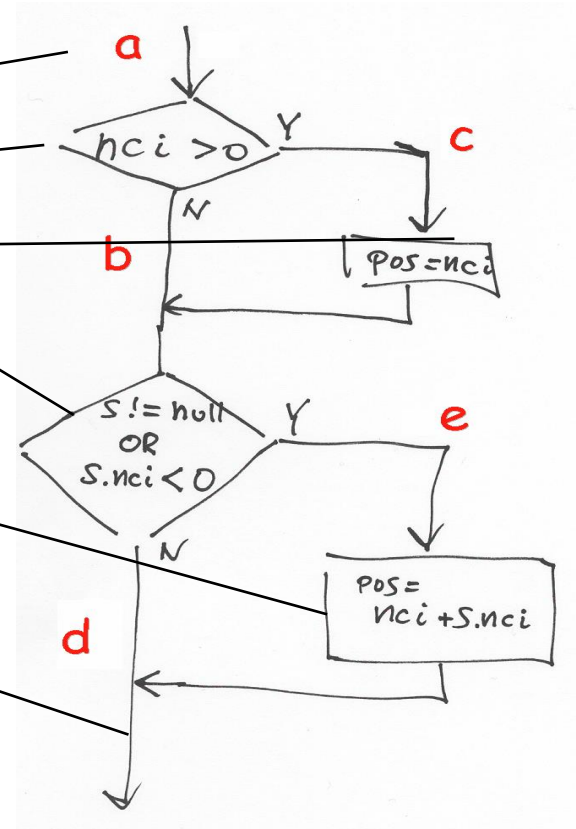 a
nci >0
Y
c
N
b
pos=nci
S != null
OR
S.nci < 0
Y
e
N
pos=
nci +S.nci
d